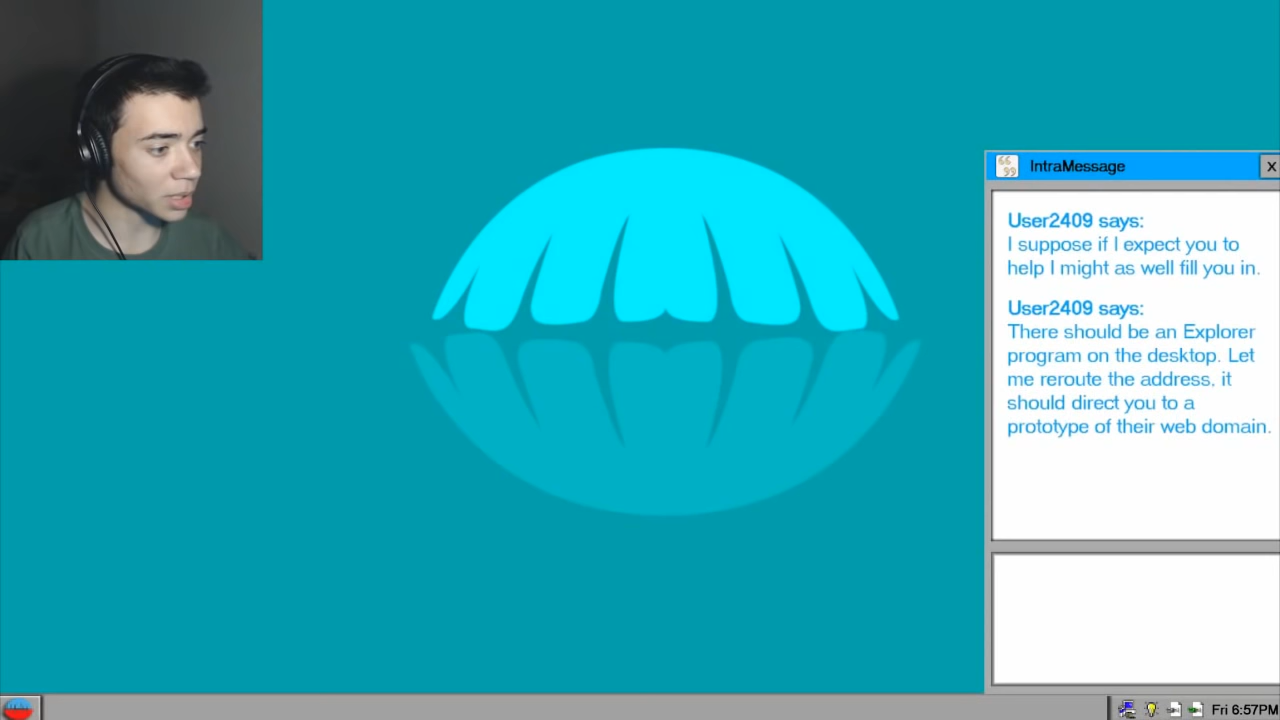 IntraMessage
X
User2409 says:
I suppose if I expect you to
help I might as well fill you in.
User2409 says:
There should be an Explorer
program on the desktop. Let
me reroute the address, it
should direct you to a
prototype of their web domain.
Fri 6:57PM